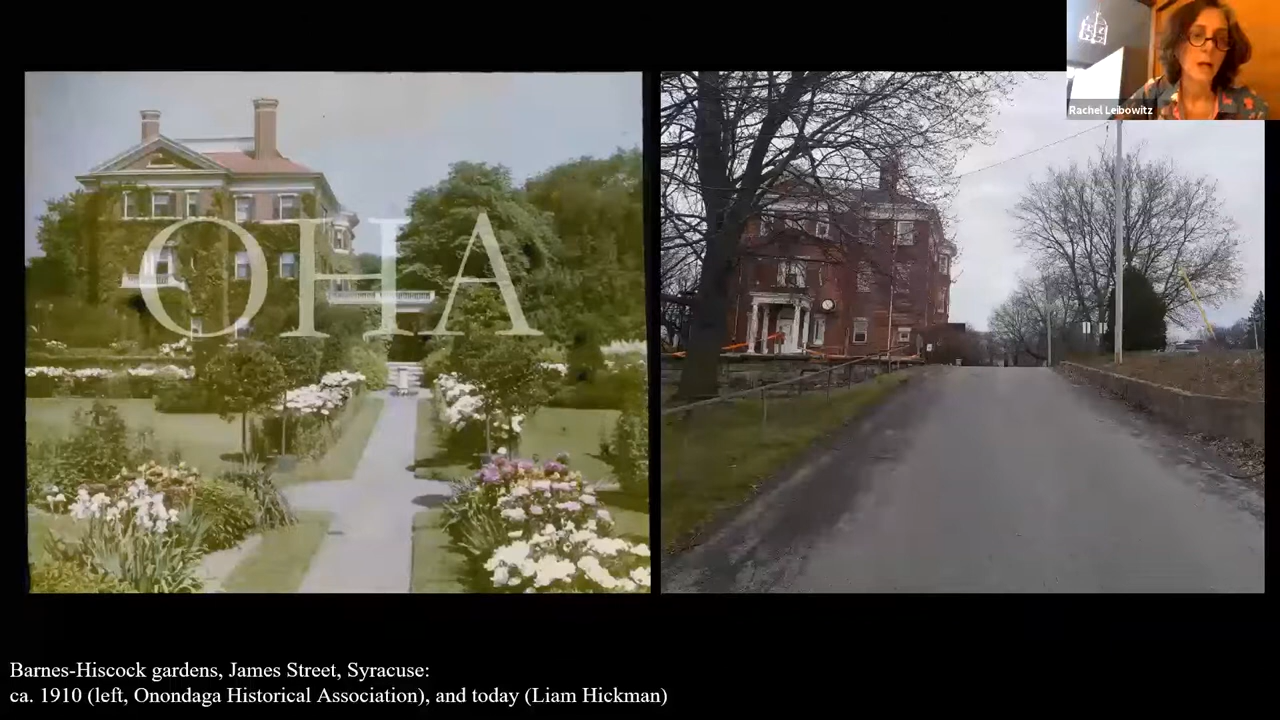 Rachel Leibowitz
OHA
Barnes-Hiscock gardens, James Street, Syracuse:
ca. 1910 (left, Onondaga Historical Association), and today (Liam Hickman)